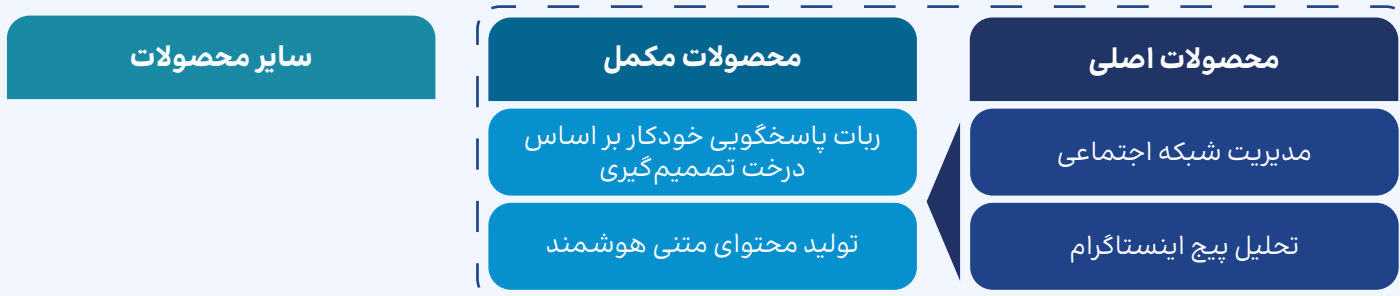 محصولات اصلی
مدیریت شبکه اجتماعی
تحلیل پیج اینستاگرام
محصولات مکمل
ربات پاسخگویی خودکار بر اساس
درخت تصمیم‌گیری
تولید محتوای متنی هوشمند
سایر محصولات